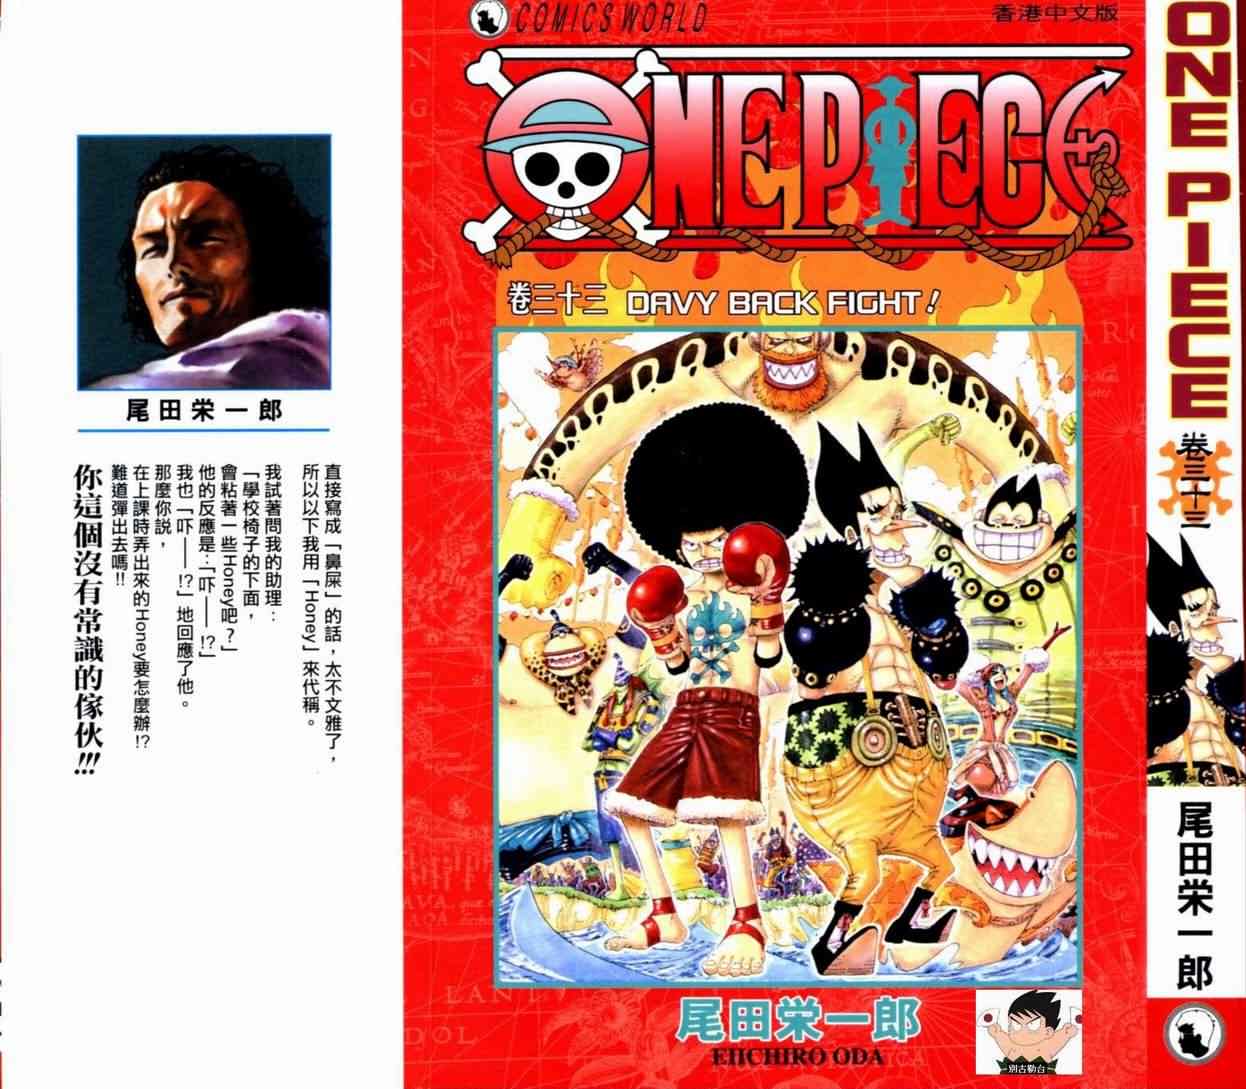 尾田栄一郎
直接寫成「鼻屎」的話，太不文雅了，
所以以下我用「Honey」來代稱。
我試著問我的助理：
「學校椅子的下面，
會粘著一些Honey吧？」
他的反應是：「吓──!?」
我也「吓──!?」地回應了他。
那麼你説，
在上課時弄出來的Honey要怎麼辦!?
難道彈出去嗎!!
你這個沒有常識的傢伙!!!
COMICS WORLD
香港中文版
ONE PIECE
卷三十三 DAVY BACK FIGHT!
尾田栄一郎
EIICHIRO ODA
別古勒台
ONE PIECE
卷三十三
尾田栄一郎